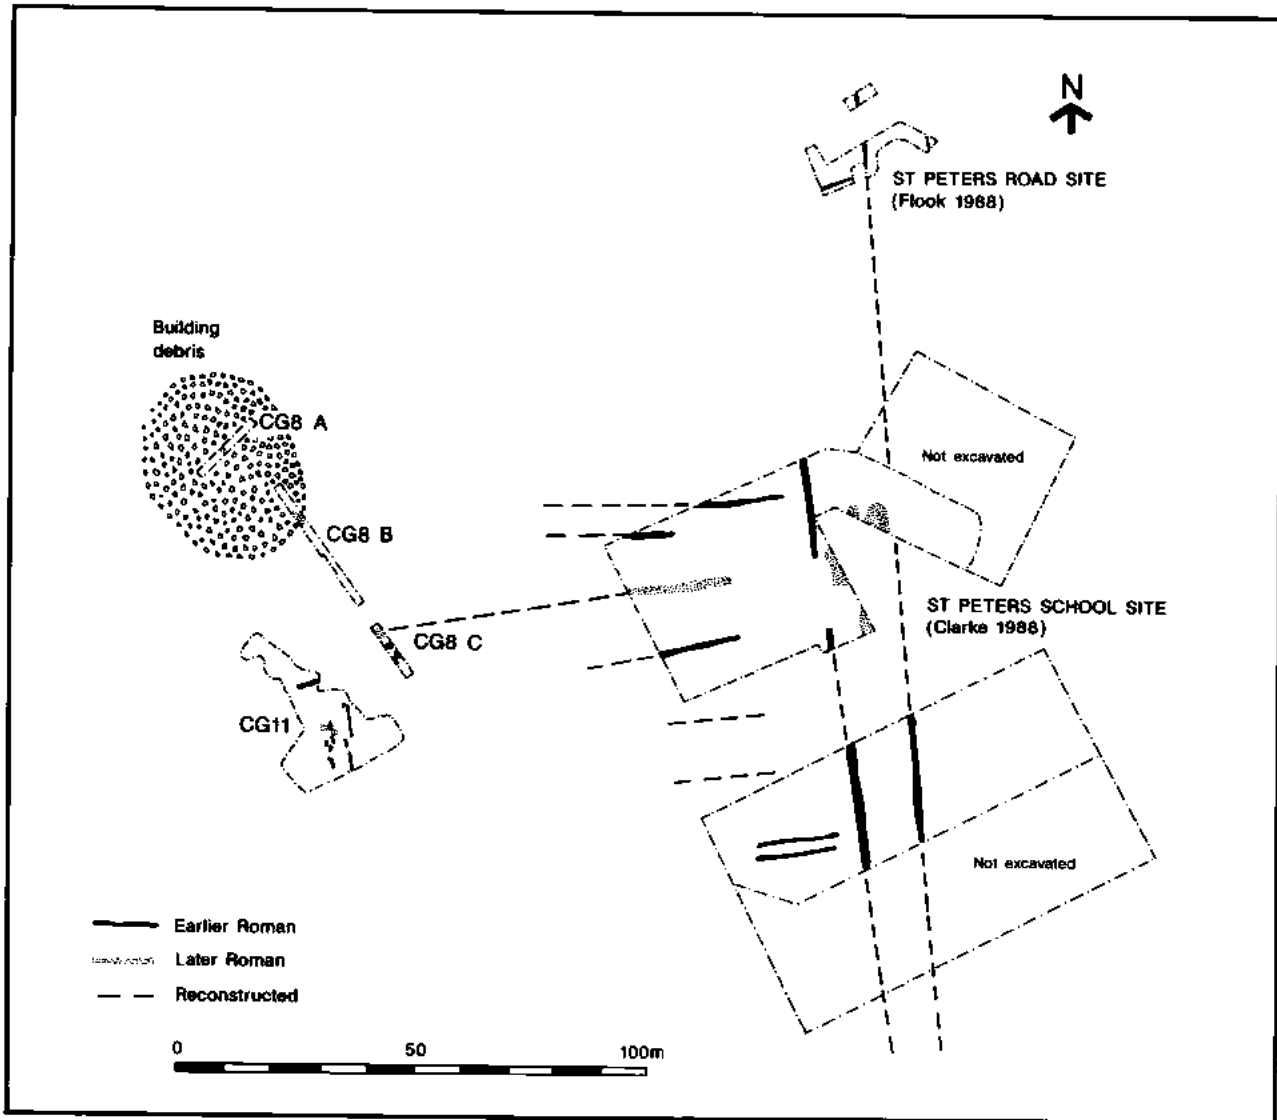 N
ST PETERS ROAD SITE
(Flook 1988)
Building
debris
CG8 A
Not excavated
CG8 B
ST PETERS SCHOOL SITE
(Clarke 1988)
CG8 C
CG11
Not excavated
Earlier Roman
Later Roman
Reconstructed
0 50 100m